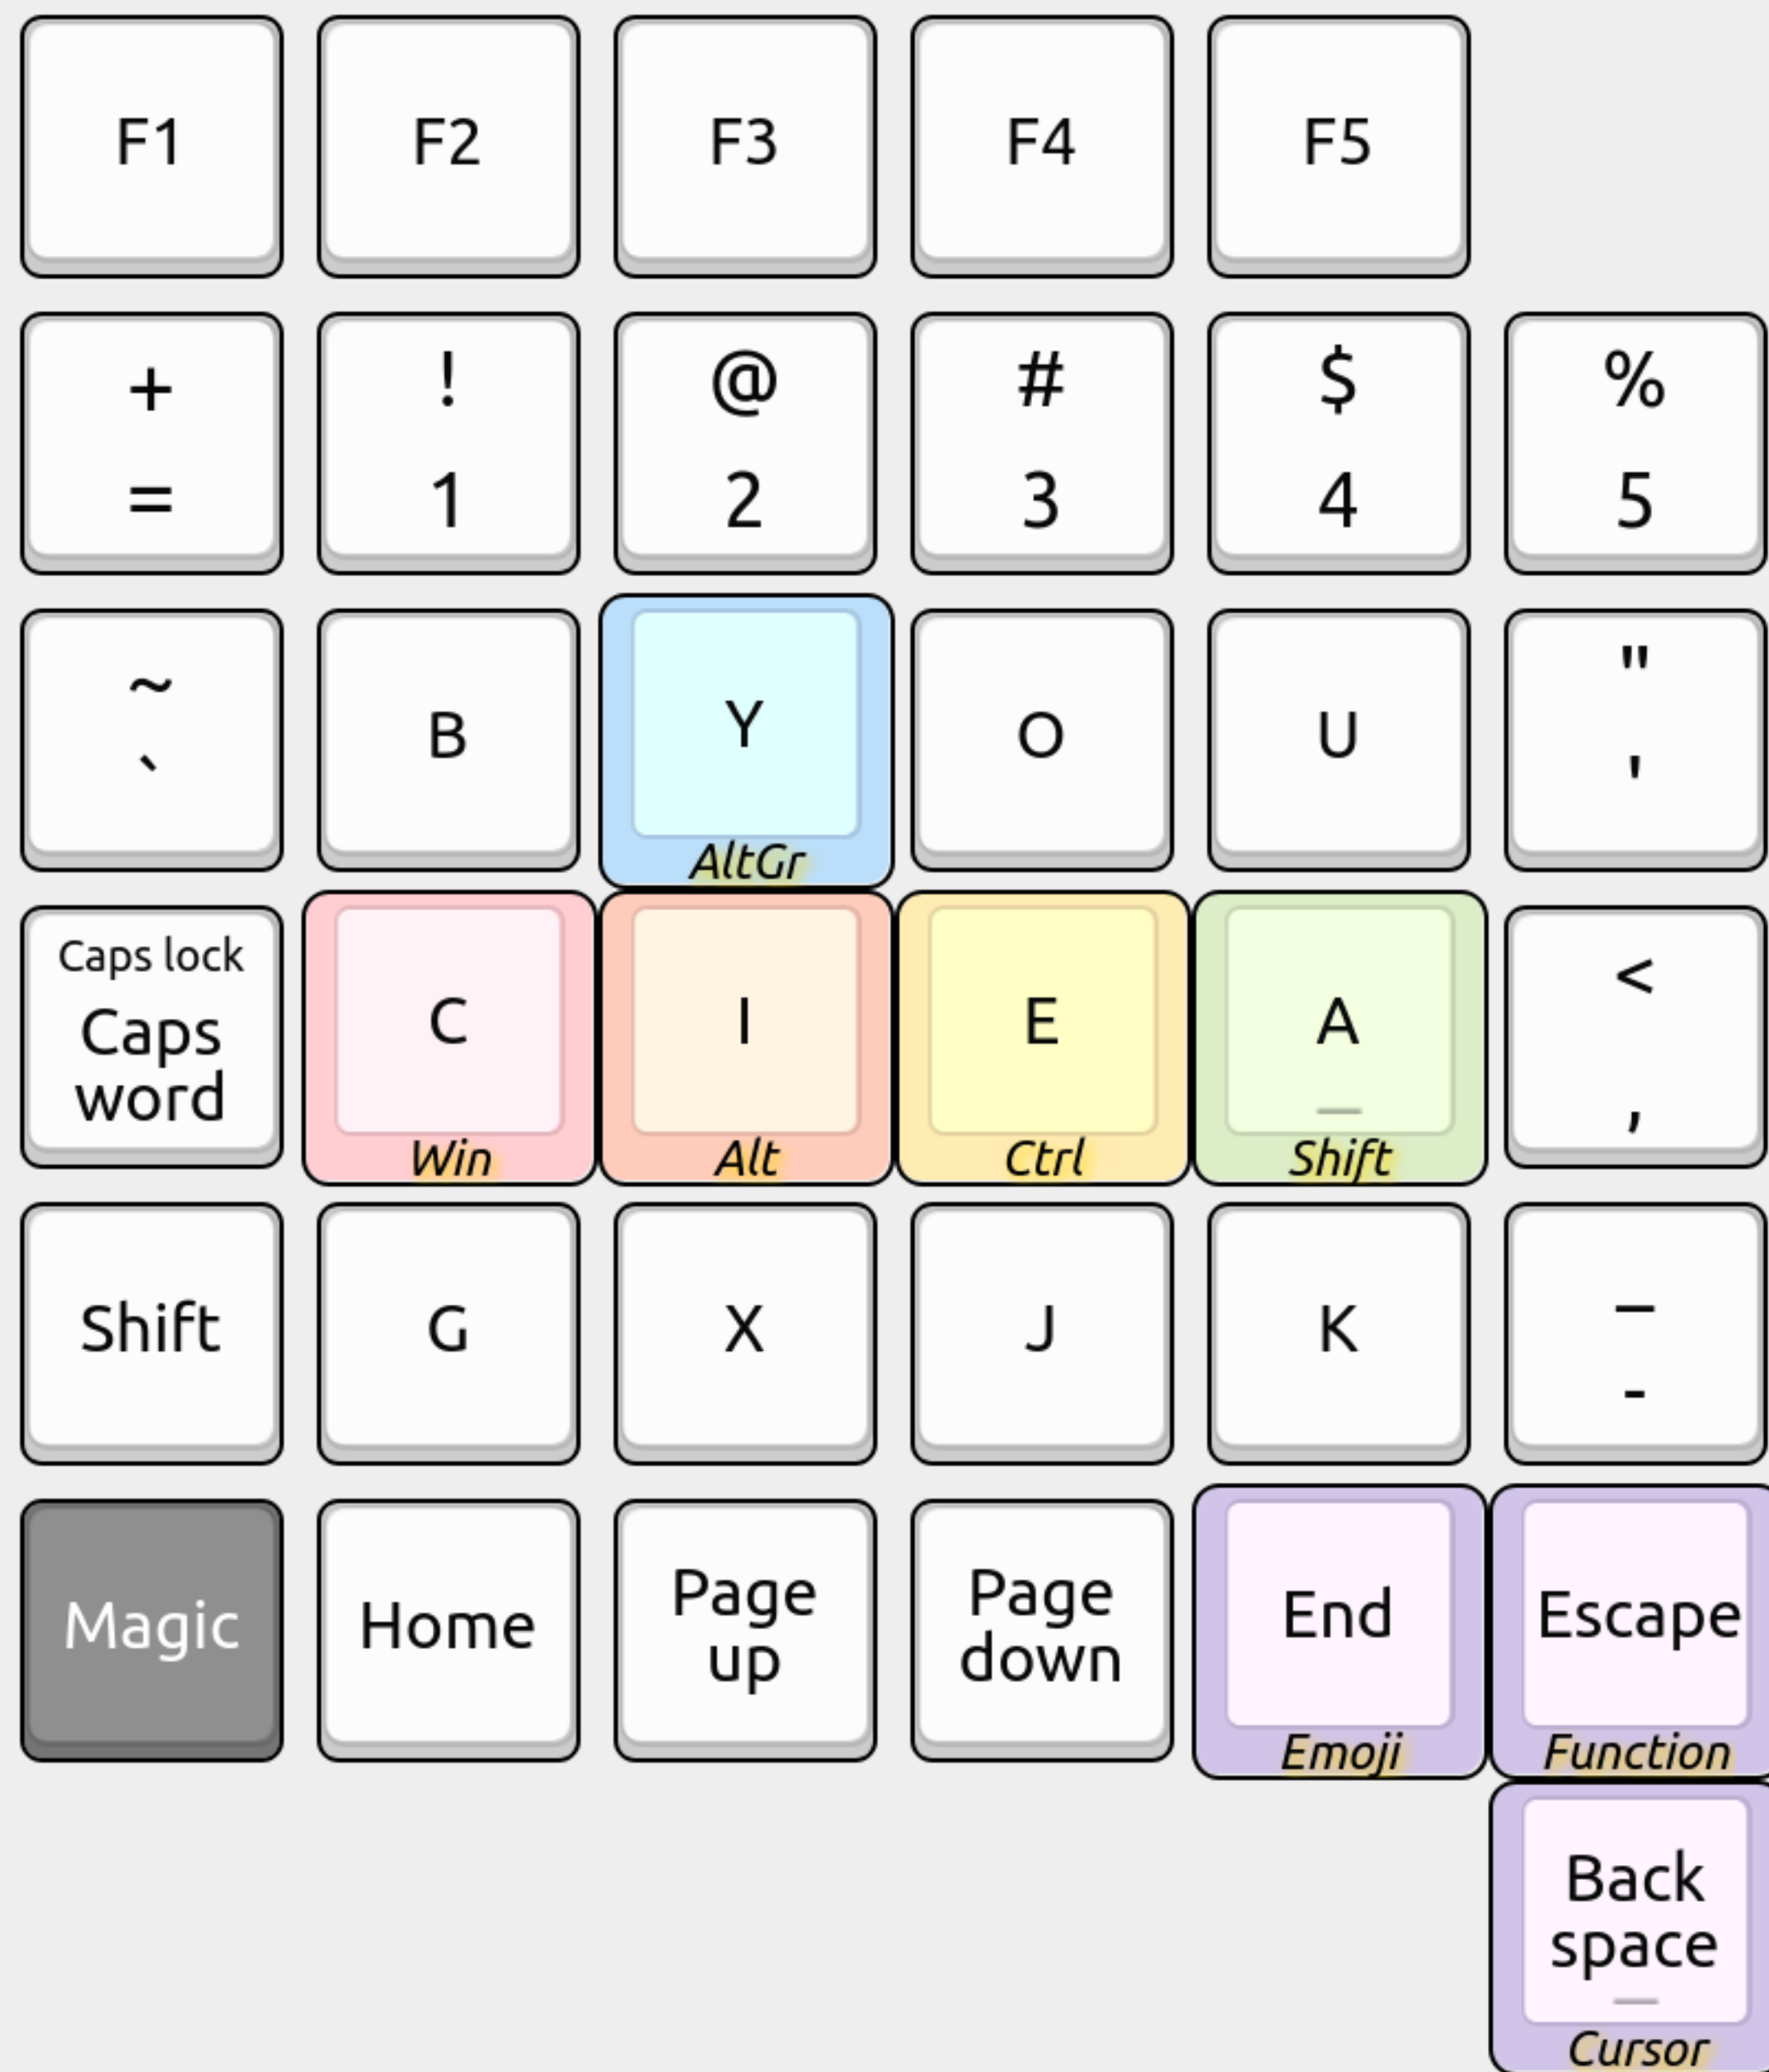 F1 F2 F3 F4 F5
+ ! @ # $ %
= 1 2 3 4 5
~ B Y O U "
` '
AltGr
Caps lock
Caps word C I E A <
_ ,
Win Alt Ctrl Shift
Shift G X J K _
-
Magic Home Page up Page down End Escape
Emoji Function
Back
space
_
Cursor